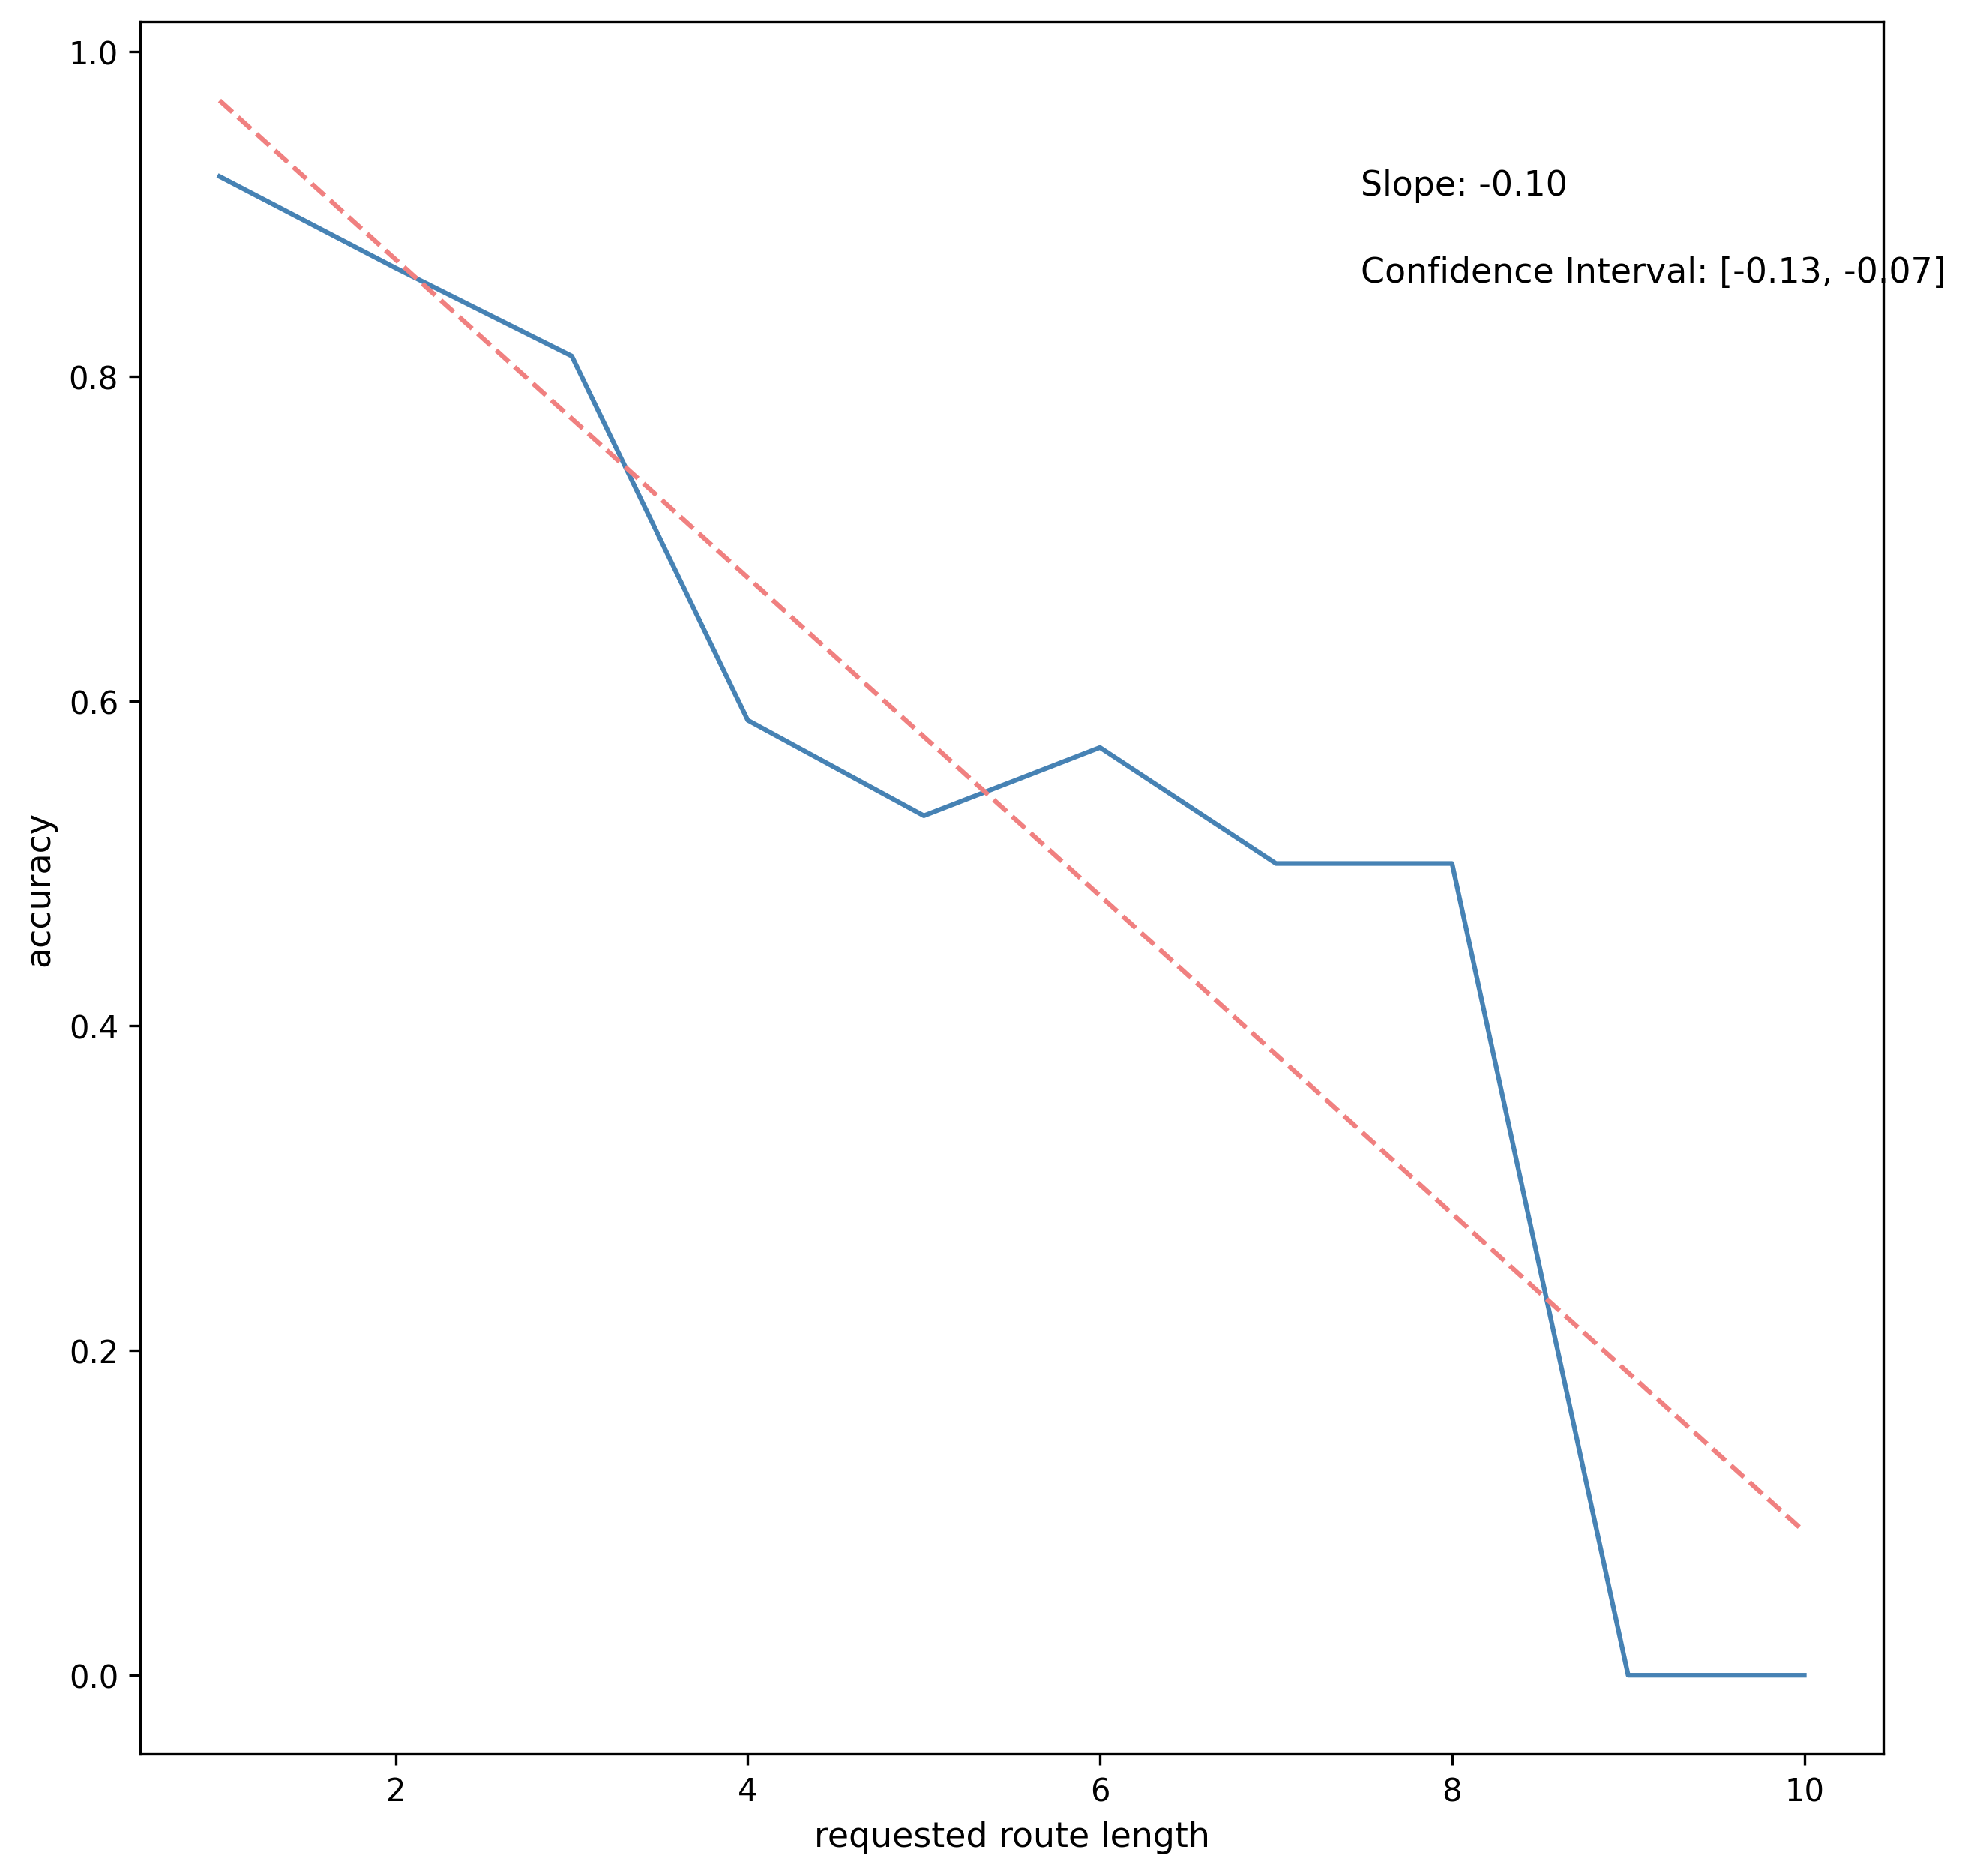 1.0
0.8
0.6
0.4
0.2
0.0
accuracy
Slope: -0.10
Confidence Interval: [-0.13, -0.07]
2
4
6
8
10
requested route length